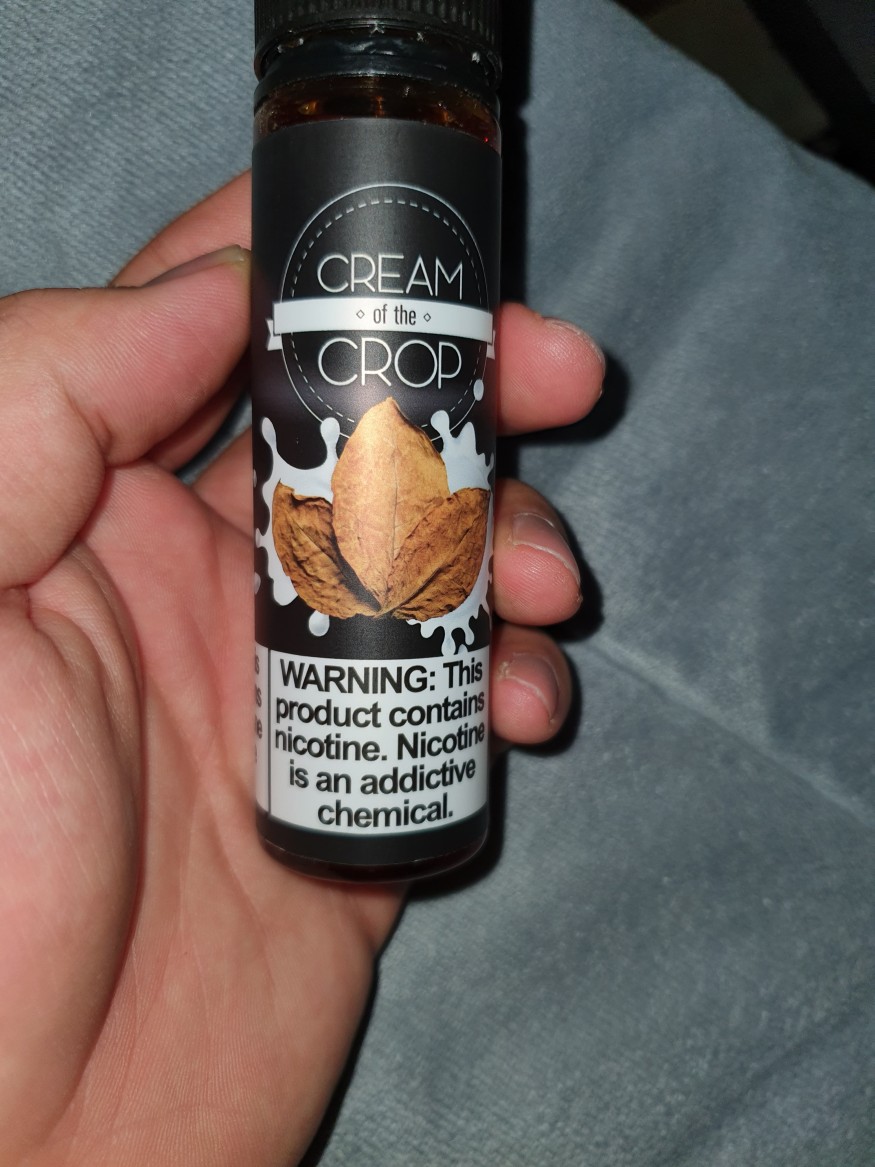 CREAM
of the
CROP
WARNING: This
product contains
nicotine. Nicotine
is an addictive
chemical.